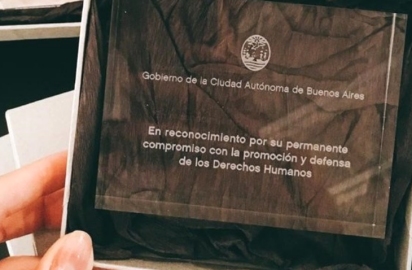 Gobierno de la Ciudad Autónoma de Buenos Aires
En reconocimiento por su permanente
compromiso con la promoción y defensa
de los Derechos Humanos